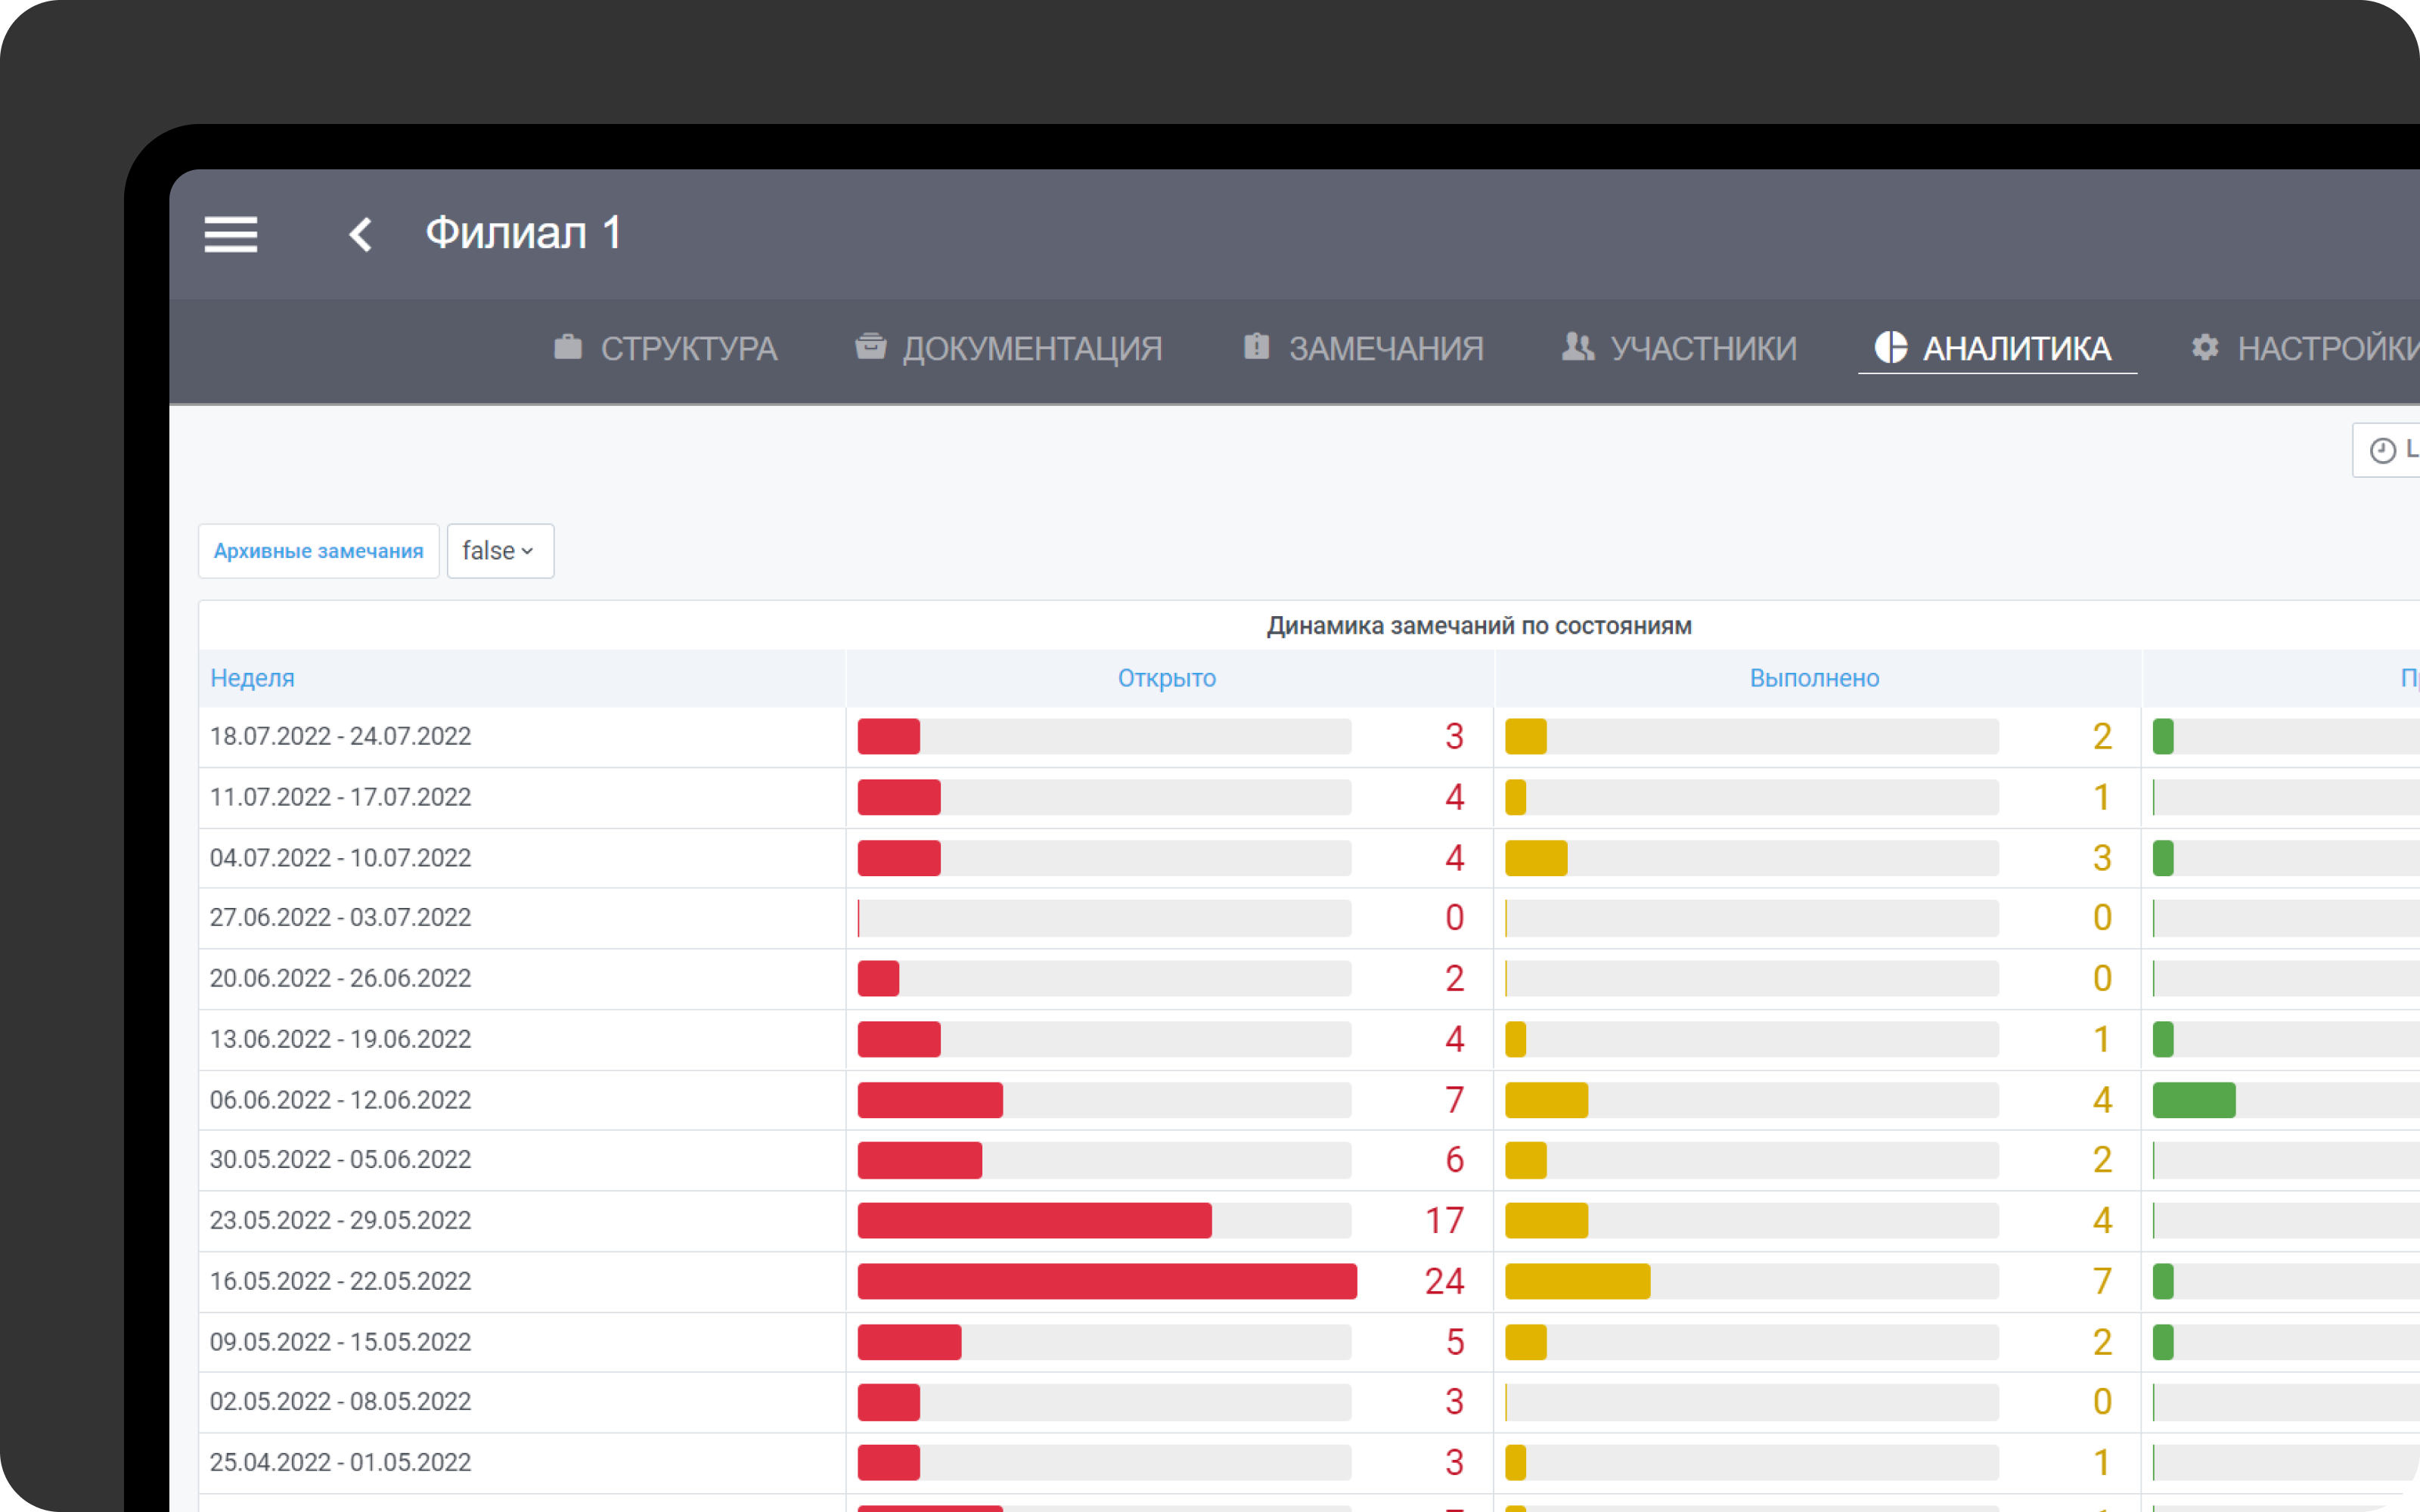 Филиал 1
СТРУКТУРА ДОКУМЕНТАЦИЯ ЗАМЕЧАНИЯ УЧАСТНИКИ АНАЛИТИКА НАСТРОЙКИ
L
Архивные замечания false
Динамика замечаний по состояниям
Неделя Открыто Выполнено
18.07.2022 - 24.07.2022 3 2
11.07.2022 - 17.07.2022 4 1
04.07.2022 - 10.07.2022 4 3
27.06.2022 - 03.07.2022 0 0
20.06.2022 - 26.06.2022 2 0
13.06.2022 - 19.06.2022 4 1
06.06.2022 - 12.06.2022 7 4
30.05.2022 - 05.06.2022 6 2
23.05.2022 - 29.05.2022 17 4
16.05.2022 - 22.05.2022 24 7
09.05.2022 - 15.05.2022 5 2
02.05.2022 - 08.05.2022 3 0
25.04.2022 - 01.05.2022 3 1